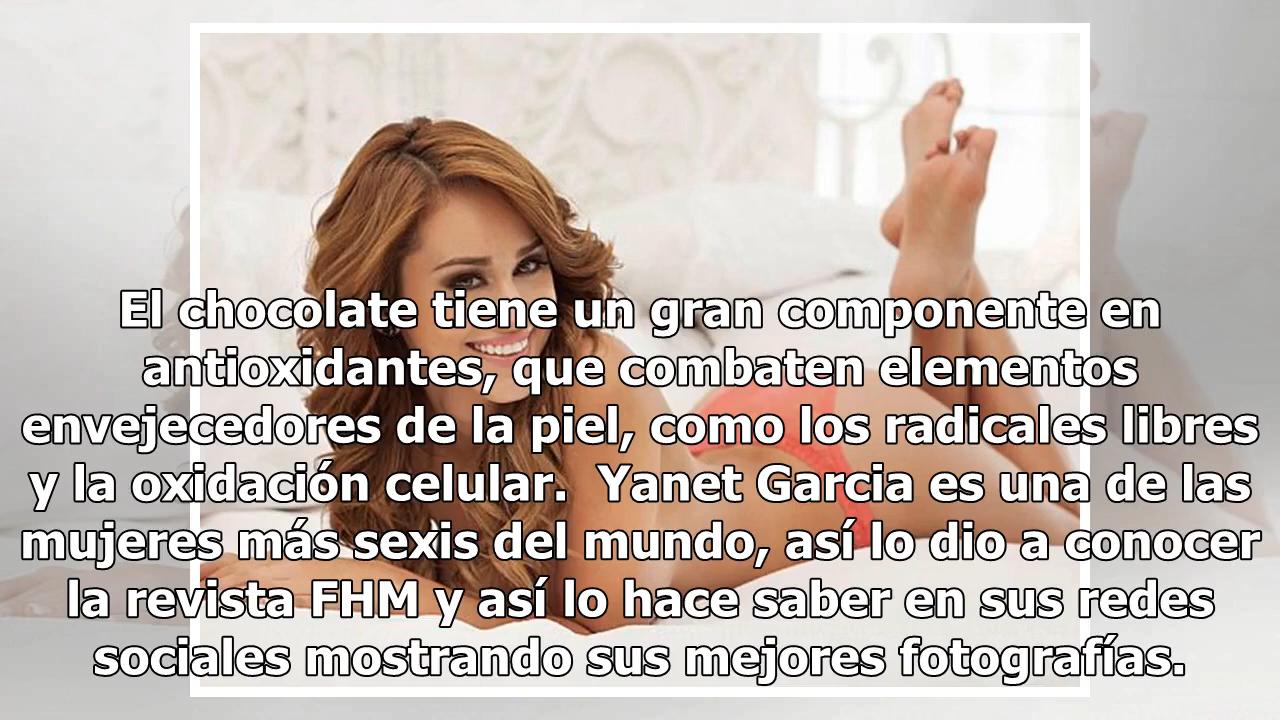 El chocolate tiene un gran componente en
antioxidantes, que combaten elementos
envejecedores de la piel, como los radicales libres
y la oxidación celular.  Yanet Garcia es una de las
mujeres más sexis del mundo, así lo dio a conocer
la revista FHM y así lo hace saber en sus redes
sociales mostrando sus mejores fotografías.